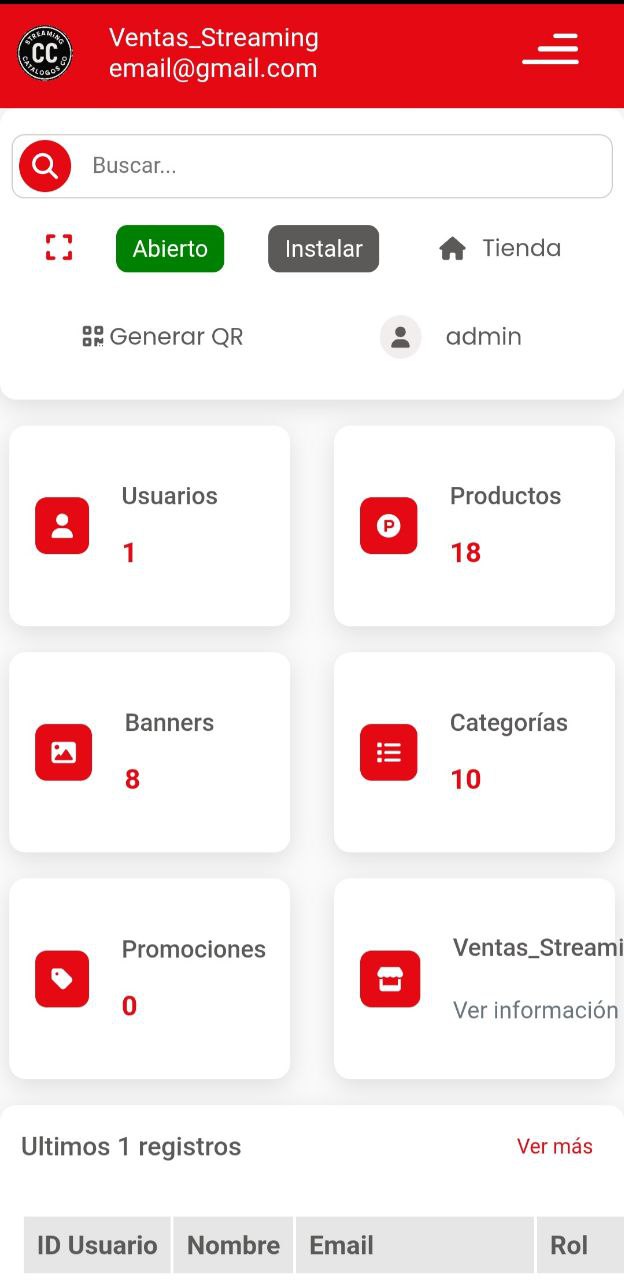 STREAMING
CC
CATALOGOS CO
Ventas_Streaming
email@gmail.com
Buscar...
Abierto
Instalar
Tienda
Generar QR
admin
Usuarios
1
Productos
18
Banners
8
Categorías
10
Promociones
0
Ventas_Streami
Ver información
Ultimos 1 registros
Ver más
ID Usuario
Nombre
Email
Rol